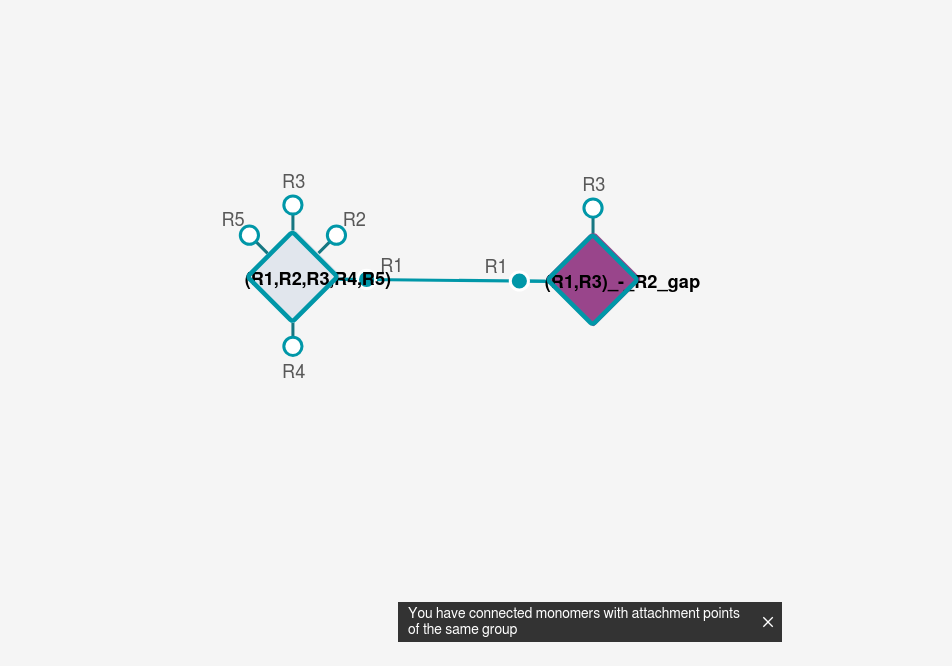 R3
R5
R2
(R1,R2,R3,R4,R5)
R1
R4
R3
R1
(R1,R3)_-_R2_gap
You have connected monomers with attachment points
of the same group